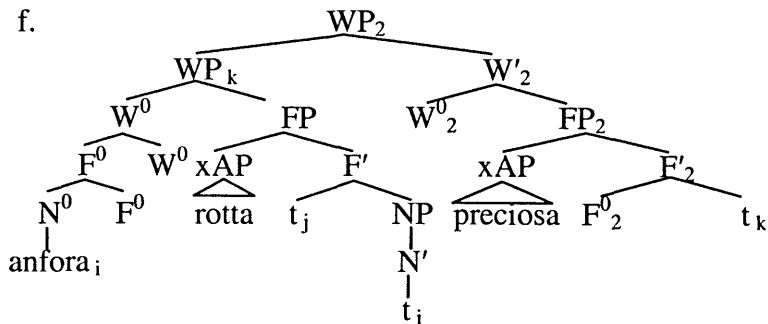 f. WP₂
WPₖ W′₂
W⁰ FP W⁰₂ FP₂
F⁰ W⁰ xAP F′ xAP F′₂
N⁰ F⁰ rotta tⱼ NP preciosa F⁰₂ tₖ
anforaᵢ N′
tᵢ